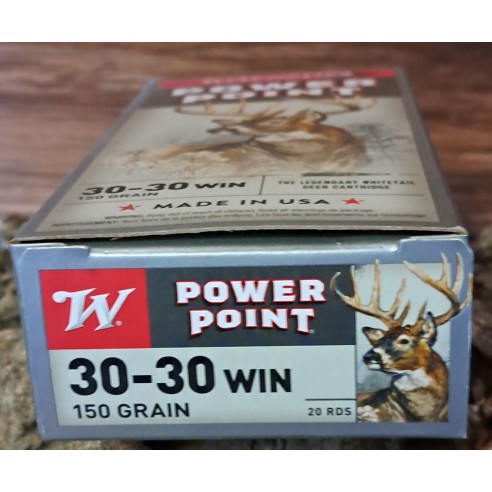 POWER
POINT
30-30 WIN
150 GRAIN
THE LEGENDARY WHITETAIL
DEER CARTRIDGE
★ MADE IN USA ★
W
POWER
POINT
30-30 WIN
150 GRAIN
20 RDS